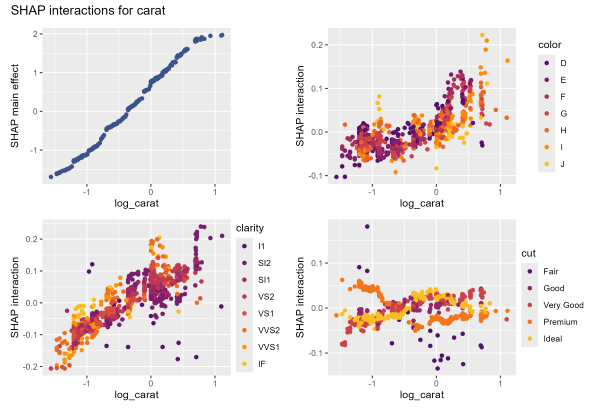 SHAP interactions for carat
SHAP main effect
2
1
0
-1
-1
0
1
log_carat
SHAP interaction
0.2
0.1
0.0
-0.1
-1
0
1
log_carat
color
D
E
F
G
H
I
J
SHAP interaction
0.2
0.1
0.0
-0.1
-0.2
-1
0
1
log_carat
clarity
I1
SI2
SI1
VS2
VS1
VVS2
VVS1
IF
SHAP interaction
0.1
0.0
-0.1
-1
0
1
log_carat
cut
Fair
Good
Very Good
Premium
Ideal